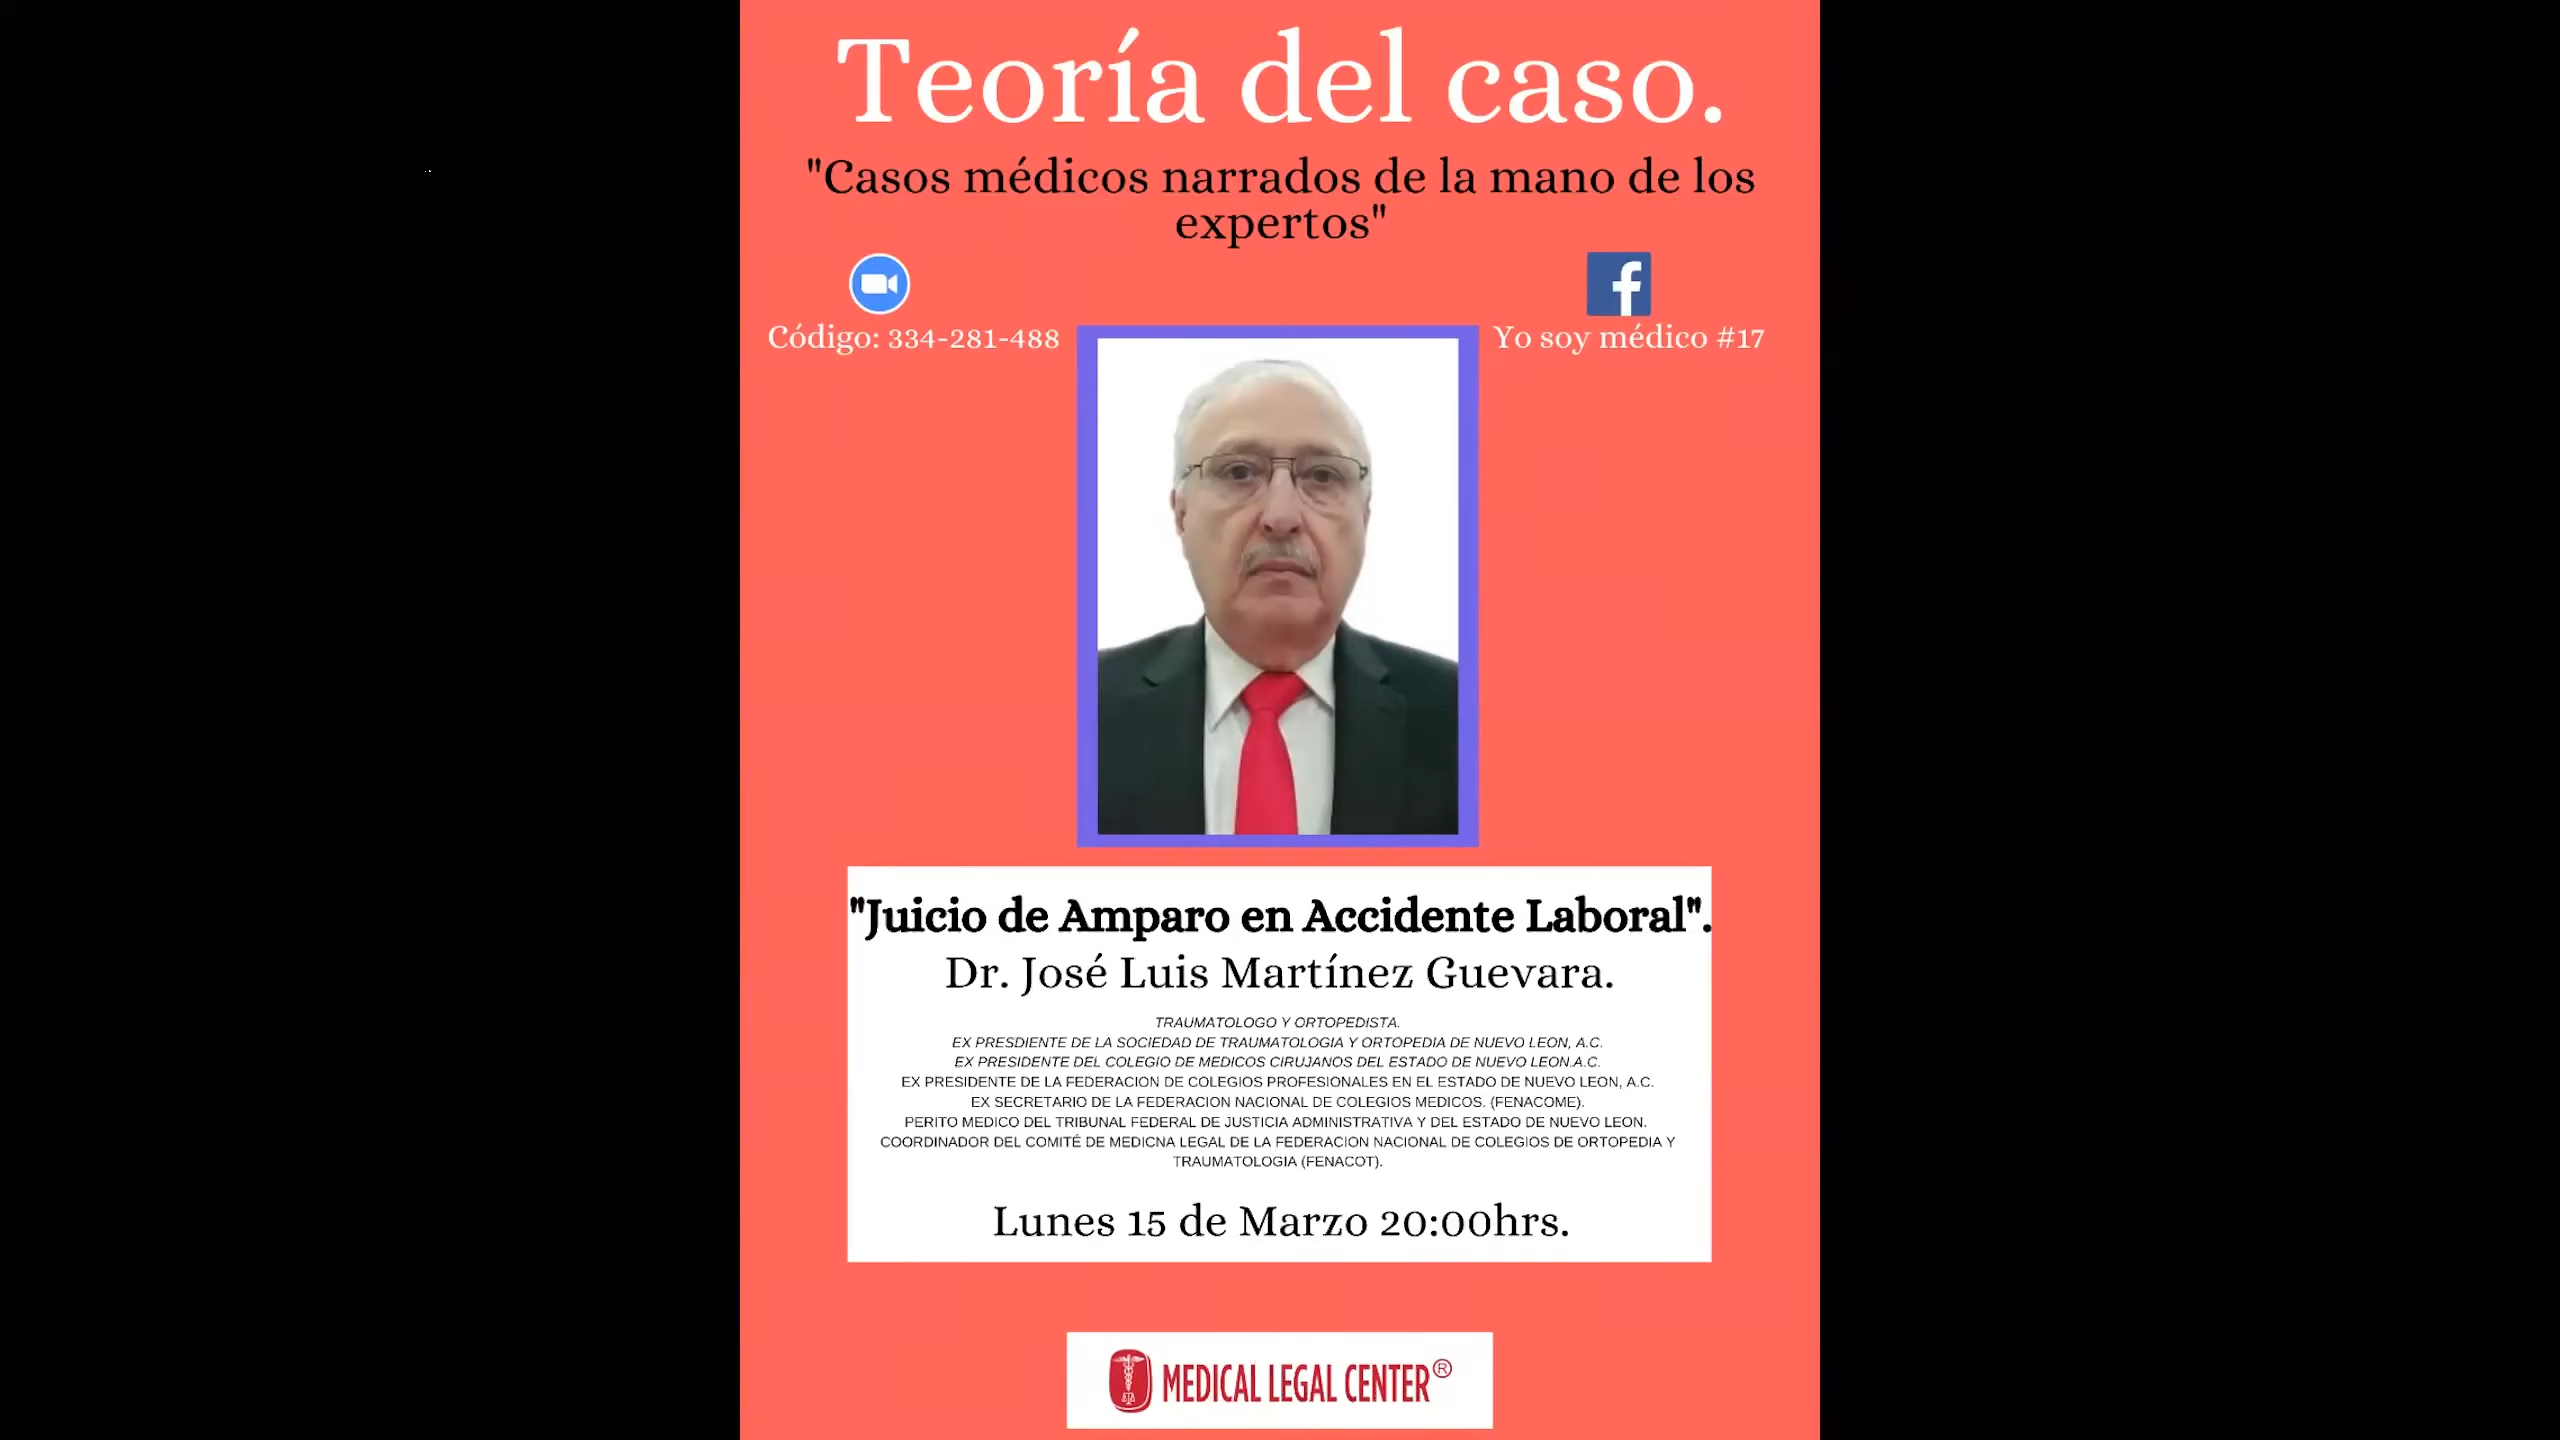 Teoría del caso.
"Casos médicos narrados de la mano de los
expertos"
Código: 334-281-488
Yo soy médico #17
"Juicio de Amparo en Accidente Laboral".
Dr. José Luis Martínez Guevara.
TRAUMATOLOGO Y ORTOPEDISTA.
EX PRESDIENTE DE LA SOCIEDAD DE TRAUMATOLOGIA Y ORTOPEDIA DE NUEVO LEON, A.C.
EX PRESIDENTE DEL COLEGIO DE MEDICOS CIRUJANOS DEL ESTADO DE NUEVO LEON.A.C.
EX PRESIDENTE DE LA FEDERACION DE COLEGIOS PROFESIONALES EN EL ESTADO DE NUEVO LEON, A.C.
EX SECRETARIO DE LA FEDERACION NACIONAL DE COLEGIOS MEDICOS. (FENACOME).
PERITO MEDICO DEL TRIBUNAL FEDERAL DE JUSTICIA ADMINISTRATIVA Y DEL ESTADO DE NUEVO LEON.
COORDINADOR DEL COMITÉ DE MEDICNA LEGAL DE LA FEDERACION NACIONAL DE COLEGIOS DE ORTOPEDIA Y
TRAUMATOLOGIA (FENACOT).
Lunes 15 de Marzo 20:00hrs.
MEDICAL LEGAL CENTER®